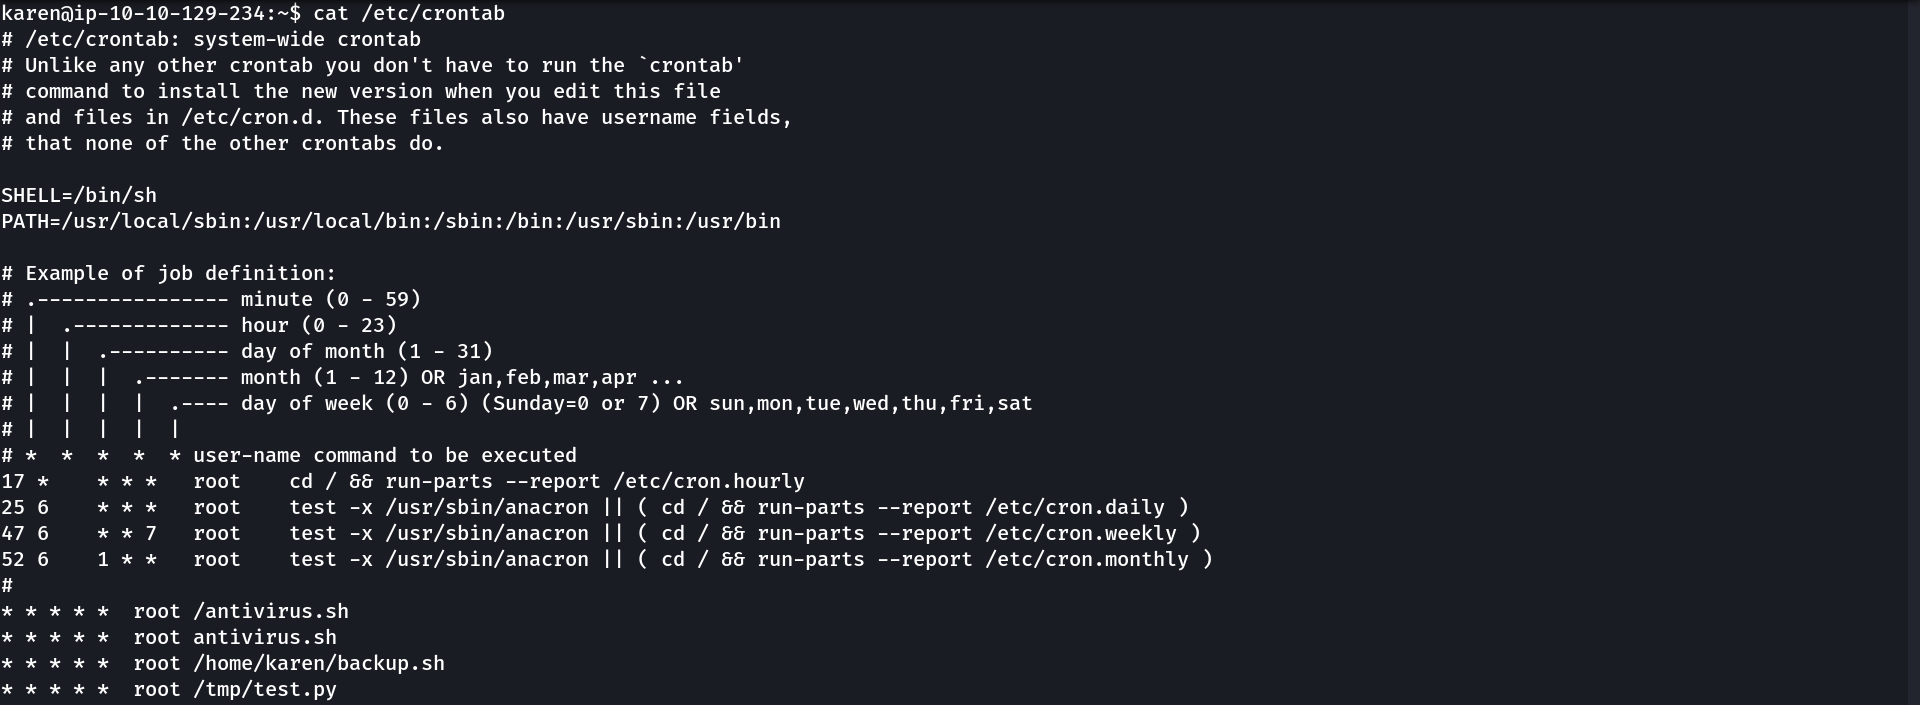 karen@ip-10-10-129-234:~$ cat /etc/crontab
# /etc/crontab: system-wide crontab
# Unlike any other crontab you don't have to run the `crontab'
# command to install the new version when you edit this file
# and files in /etc/cron.d. These files also have username fields,
# that none of the other crontabs do.

SHELL=/bin/sh
PATH=/usr/local/sbin:/usr/local/bin:/sbin:/bin:/usr/sbin:/usr/bin

# Example of job definition:
# .---------------- minute (0 - 59)
# |  .------------- hour (0 - 23)
# |  |  .---------- day of month (1 - 31)
# |  |  |  .------- month (1 - 12) OR jan,feb,mar,apr ...
# |  |  |  |  .---- day of week (0 - 6) (Sunday=0 or 7) OR sun,mon,tue,wed,thu,fri,sat
# |  |  |  |  |
# *  *  *  *  * user-name command to be executed
17 *    * * *   root    cd / && run-parts --report /etc/cron.hourly
25 6    * * *   root    test -x /usr/sbin/anacron || ( cd / && run-parts --report /etc/cron.daily )
47 6    * * 7   root    test -x /usr/sbin/anacron || ( cd / && run-parts --report /etc/cron.weekly )
52 6    1 * *   root    test -x /usr/sbin/anacron || ( cd / && run-parts --report /etc/cron.monthly )
#
* * * * *  root /antivirus.sh
* * * * *  root antivirus.sh
* * * * *  root /home/karen/backup.sh
* * * * *  root /tmp/test.py